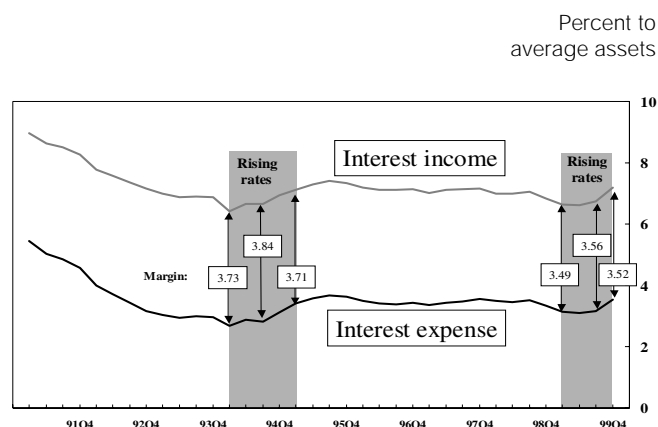 Percent to
average assets
10
8
6
4
2
0
Rising
rates
Interest income
Rising
rates
Margin:
3.73
3.84
3.71
3.49
3.56
3.52
Interest expense
91Q4 92Q4 93Q4 94Q4 95Q4 96Q4 97Q4 98Q4 99Q4